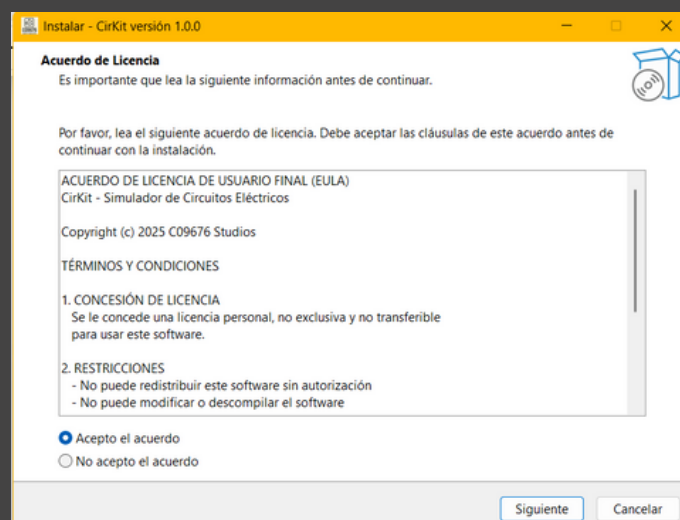 Instalar - CirKit versión 1.0.0
Acuerdo de Licencia
Es importante que lea la siguiente información antes de continuar.
Por favor, lea el siguiente acuerdo de licencia. Debe aceptar las cláusulas de este acuerdo antes de
continuar con la instalación.
ACUERDO DE LICENCIA DE USUARIO FINAL (EULA)
CirKit - Simulador de Circuitos Eléctricos
Copyright (c) 2025 C09676 Studios
TÉRMINOS Y CONDICIONES
1. CONCESIÓN DE LICENCIA
Se le concede una licencia personal, no exclusiva y no transferible
para usar este software.
2. RESTRICCIONES
- No puede redistribuir este software sin autorización
- No puede modificar o descompilar el software
Acepto el acuerdo
No acepto el acuerdo
Siguiente
Cancelar